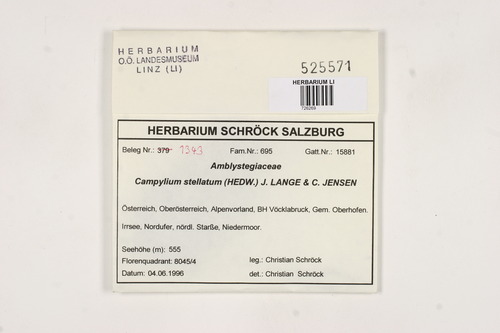 HERBARIUM
O.Ö. LANDESMUSEUM
LINZ (LI)
525571
HERBARIUM LI
HERBARIUM SCHRÖCK SALZBURG
Beleg Nr.: 379 1343 Fam.Nr.: 695 Gatt.Nr.: 15881
Amblystegiaceae
Campylium stellatum (HEDW.) J. LANGE & C. JENSEN
Österreich, Oberösterreich, Alpenvorland, BH Vöcklabruck, Gem. Oberhofen.
Irrsee, Nordufer, nördl. Starße, Niedermoor.
Seehöhe (m): 555
Florenquadrant: 8045/4 leg.: Christian Schröck
Datum: 04.06.1996 det.: Christian Schröck